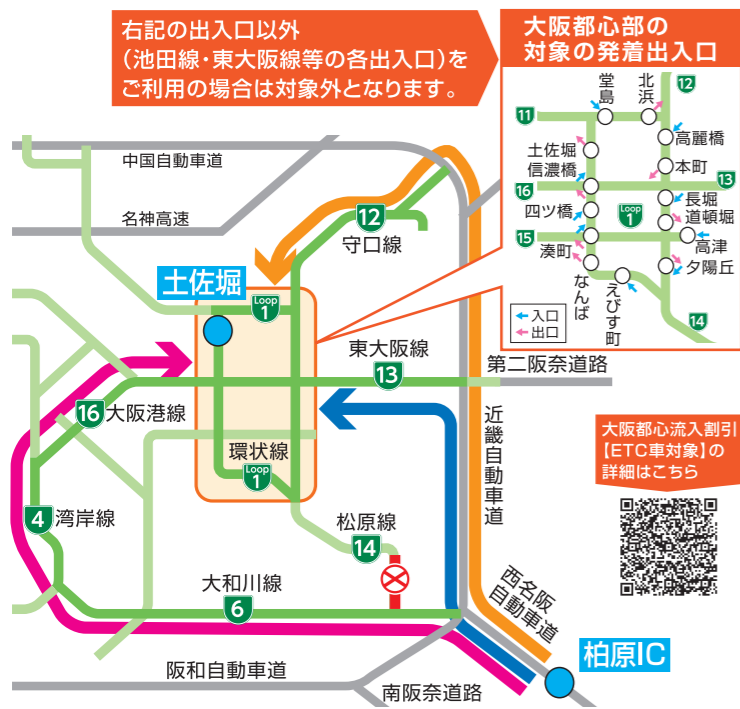 右記の出入口以外
（池田線・東大阪線等の各出入口）を
ご利用の場合は対象外となります。
大阪都心部の
対象の発着出入口
堂島
北浜
12
11
高麗橋
土佐堀
本町
信濃橋
13
16
長堀
四ツ橋
Loop
1
道頓堀
15
高津
湊町
夕陽丘
なんば
えびす町
14
入口
出口
中国自動車道
名神高速
12
守口線
土佐堀
Loop
1
東大阪線
13
第二阪奈道路
16
大阪港線
近畿自動車道
環状線
Loop
1
大阪都心流入割引
【ETC車対象】の
詳細はこちら
4
湾岸線
松原線
14
大和川線
6
西名阪
自動車道
柏原IC
阪和自動車道
南阪奈道路